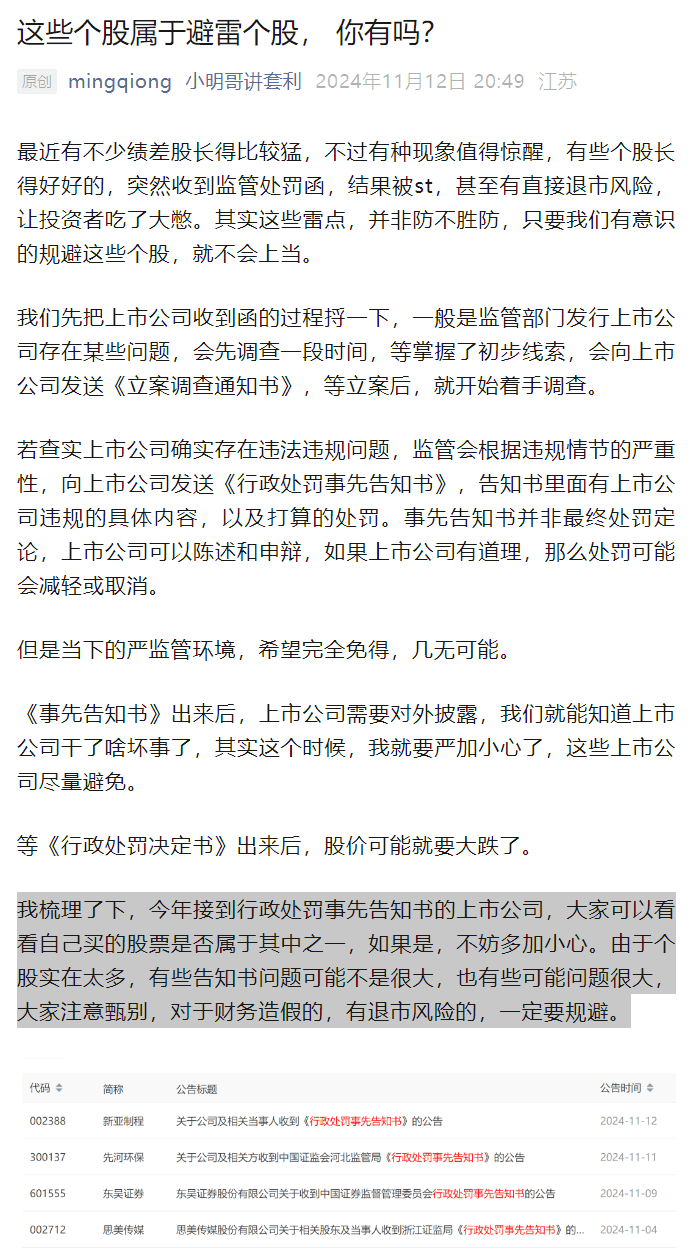 这些个股属于避雷个股， 你有吗？
原创 mingqiong 小明哥讲套利 2024年11月12日 20:49 江苏
最近有不少绩差股长得比较猛，不过有种现象值得惊醒，有些个股长
得好好的，突然收到监管处罚函，结果被st，甚至有直接退市风险，
让投资者吃了大憋。其实这些雷点，并非防不胜防，只要我们有意识
的规避这些个股，就不会上当。
我们先把上市公司收到函的过程捋一下，一般是监管部门发行上市公
司存在某些问题，会先调查一段时间，等掌握了初步线索，会向上市
公司发送《立案调查通知书》，等立案后，就开始着手调查。
若查实上市公司确实存在违法违规问题，监管会根据违规情节的严重
性，向上市公司发送《行政处罚事先告知书》，告知书里面有上市公
司违规的具体内容，以及打算的处罚。事先告知书并非最终处罚定
论，上市公司可以陈述和申辩，如果上市公司有道理，那么处罚可能
会减轻或取消。
但是当下的严监管环境，希望完全免得，几无可能。
《事先告知书》出来后，上市公司需要对外披露，我们就能知道上市
公司干了啥坏事了，其实这个时候，我就要严加小心了，这些上市公
司尽量避免。
等《行政处罚决定书》出来后，股价可能就要大跌了。
我梳理了下，今年接到行政处罚事先告知书的上市公司，大家可以看
看自己买的股票是否属于其中之一，如果是，不妨多加小心。由于个
股实在太多，有些告知书问题可能不是很大，也有些可能问题很大，
大家注意甄别，对于财务造假的，有退市风险的，一定要规避。
代码 简称 公告标题 公告时间
002388 新亚制程 关于公司及相关当事人收到《行政处罚事先告知书》的公告 2024-11-12
300137 先河环保 关于公司及相关方收到中国证监会河北监管局《行政处罚事先告知书》的公告 2024-11-11
601555 东吴证券 东吴证券股份有限公司关于收到中国证券监督管理委员会行政处罚事先告知书的公告 2024-11-09
002712 思美传媒 思美传媒股份有限公司关于相关股东及当事人收到浙江证监局《行政处罚事先告知书》的... 2024-11-04